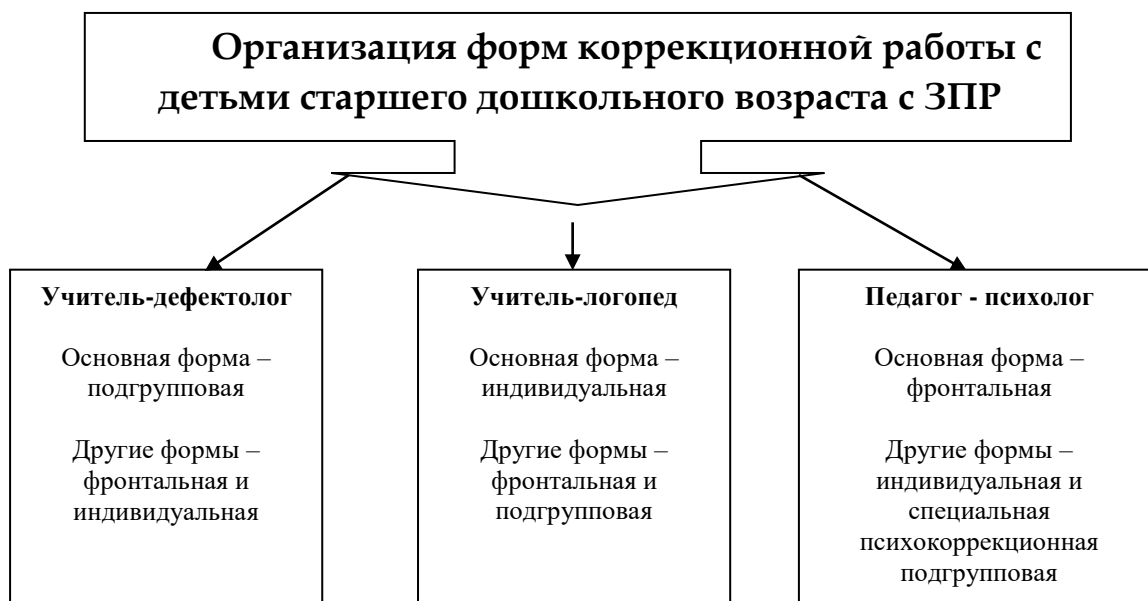 Организация форм коррекционной работы с
детьми старшего дошкольного возраста с ЗПР
Учитель-дефектолог
Основная форма –
подгрупповая
Другие формы –
фронтальная и
индивидуальная
Учитель-логопед
Основная форма –
индивидуальная
Другие формы –
фронтальная и
подгрупповая
Педагог - психолог
Основная форма –
фронтальная
Другие формы –
индивидуальная и
специальная
психокоррекционная
подгрупповая